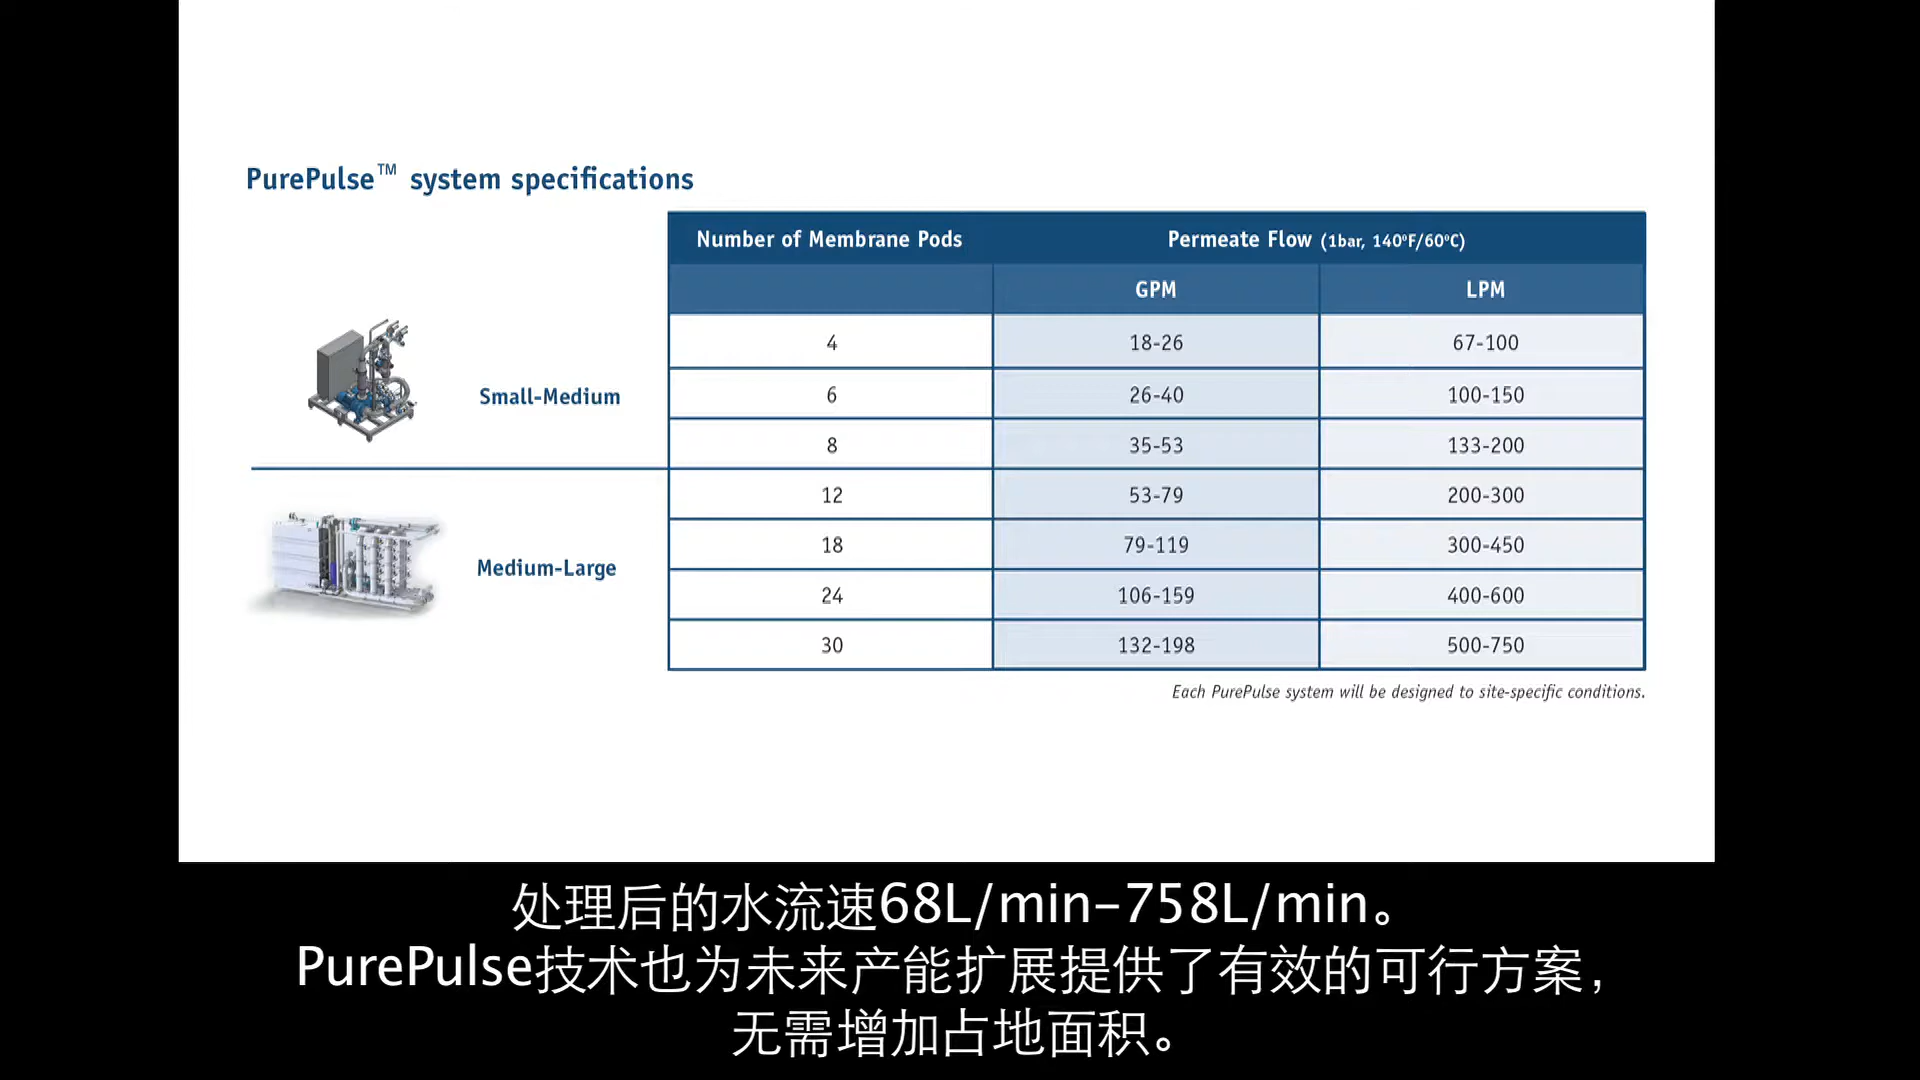 PurePulse™ system specifications
Number of Membrane Pods Permeate Flow (1bar, 140ºF/60ºC)
GPM LPM
4 18-26 67-100
Small-Medium 6 26-40 100-150
8 35-53 133-200
12 53-79 200-300
18 79-119 300-450
Medium-Large
24 106-159 400-600
30 132-198 500-750
Each PurePulse system will be designed to site-specific conditions.
处理后的水流速68L/min-758L/min。
PurePulse技术也为未来产能扩展提供了有效的可行方案，
无需增加占地面积。